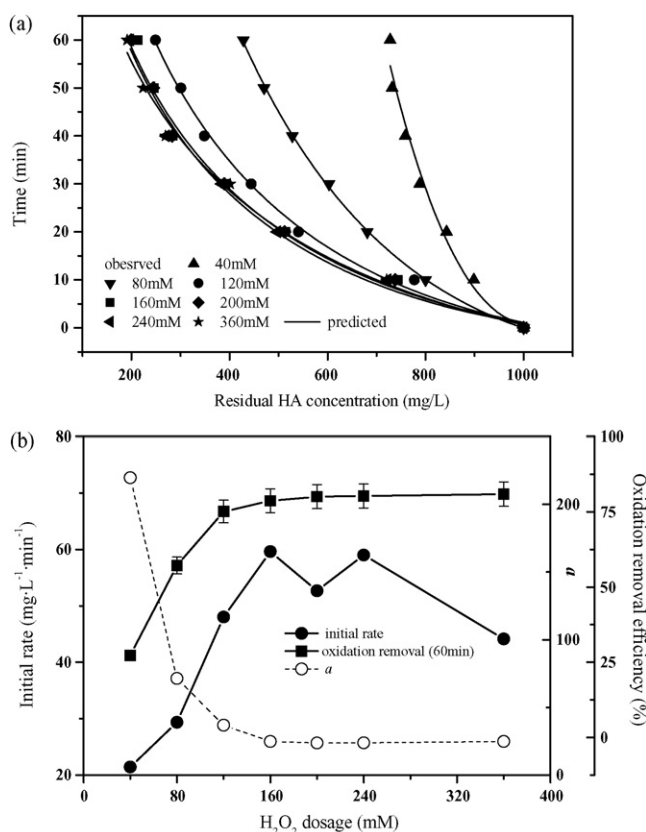 (a)
60
50
40
30
20
10
0
Time (min)
obesrved 40mM
80mM 120mM
160mM 200mM
240mM 360mM predicted
200 400 600 800 1000
Residual HA concentration (mg/L)
(b)
80
60
40
20
Initial rate (mg·L⁻¹·min⁻¹)
200
100
0
a
100
75
50
25
0
Oxidation removal efficiency (%)
initial rate
oxidation removal (60min)
a
0 80 160 240 320 400
H₂O₂ dosage (mM)